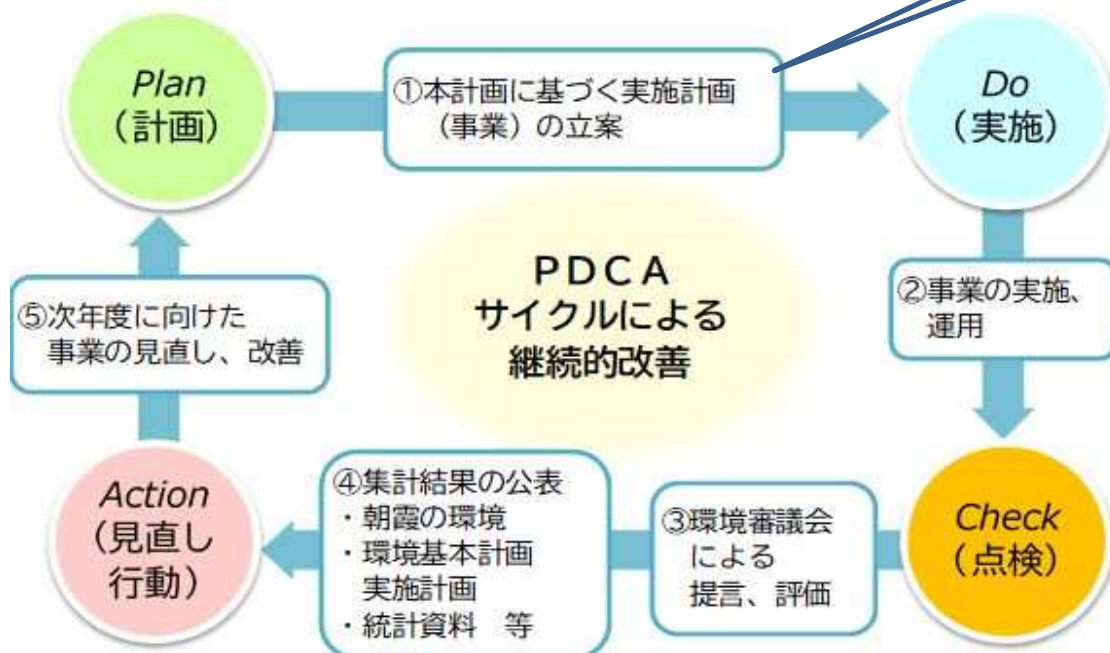 Plan
（計画）
①本計画に基づく実施計画
（事業）の立案
Do
（実施）
②事業の実施、
運用
Check
（点検）
③環境審議会
による
提言、評価
④集計結果の公表
・朝霞の環境
・環境基本計画
実施計画
・統計資料　等
Action
（見直し
行動）
⑤次年度に向けた
事業の見直し、改善
ＰＤＣＡ
サイクルによる
継続的改善